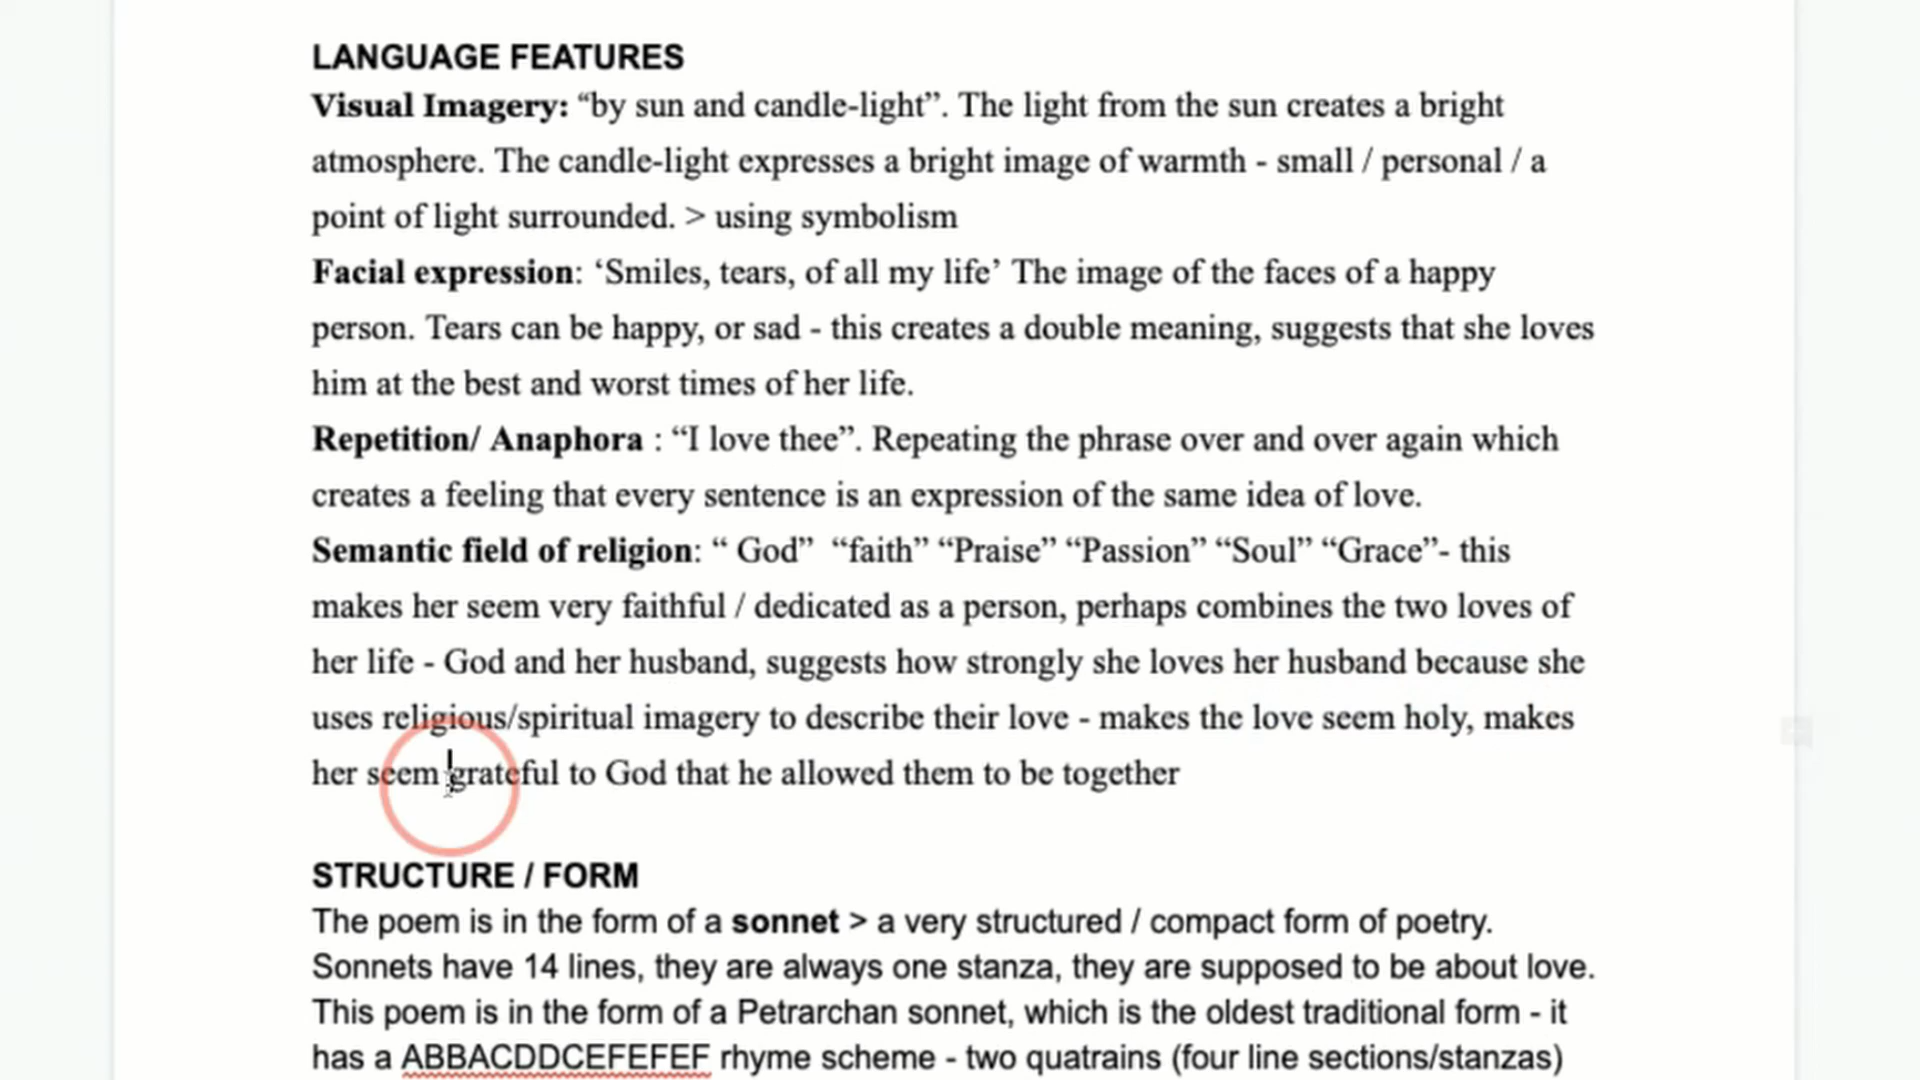 LANGUAGE FEATURES
Visual Imagery: “by sun and candle-light”. The light from the sun creates a bright
atmosphere. The candle-light expresses a bright image of warmth - small / personal / a
point of light surrounded. > using symbolism
Facial expression: ‘Smiles, tears, of all my life’ The image of the faces of a happy
person. Tears can be happy, or sad - this creates a double meaning, suggests that she loves
him at the best and worst times of her life.
Repetition/ Anaphora : “I love thee”. Repeating the phrase over and over again which
creates a feeling that every sentence is an expression of the same idea of love.
Semantic field of religion: “ God”  “faith” “Praise” “Passion” “Soul” “Grace”- this
makes her seem very faithful / dedicated as a person, perhaps combines the two loves of
her life - God and her husband, suggests how strongly she loves her husband because she
uses religious/spiritual imagery to describe their love - makes the love seem holy, makes
her seem grateful to God that he allowed them to be together
STRUCTURE / FORM
The poem is in the form of a sonnet > a very structured / compact form of poetry.
Sonnets have 14 lines, they are always one stanza, they are supposed to be about love.
This poem is in the form of a Petrarchan sonnet, which is the oldest traditional form - it
has a ABBACDDCEFEFEF rhyme scheme - two quatrains (four line sections/stanzas)